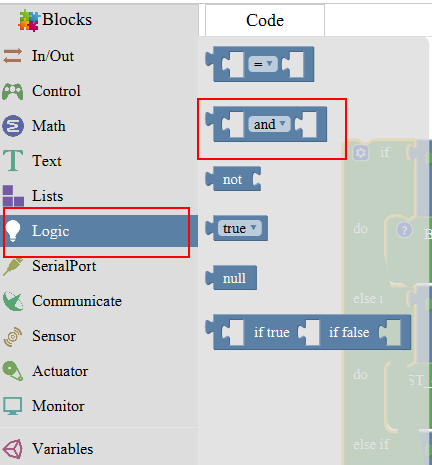 Blocks
Code
In/Out
Control
Math
Text
Lists
Logic
SerialPort
Communicate
Sensor
Actuator
Monitor
Variables
=
and
not
true
null
if true if false
if
do
?
B
else i
do
ST_
else if